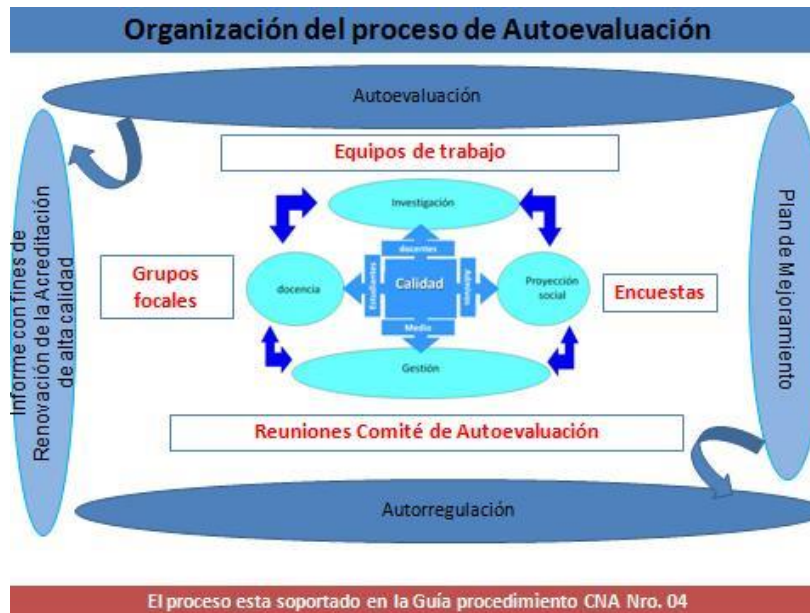 Organización del proceso de Autoevaluación
Autoevaluación
Equipos de trabajo
Informe con fines de
Renovación de la Acreditación
de alta calidad
Grupos
focales
Investigación
docentes
docencia
Estudiantes
Calidad
Proyección
social
Medio
Gestión
Encuestas
Plan de Mejoramiento
Reuniones Comité de Autoevaluación
Autorregulación
El proceso esta soportado en la Guía procedimiento CNA Nro. 04